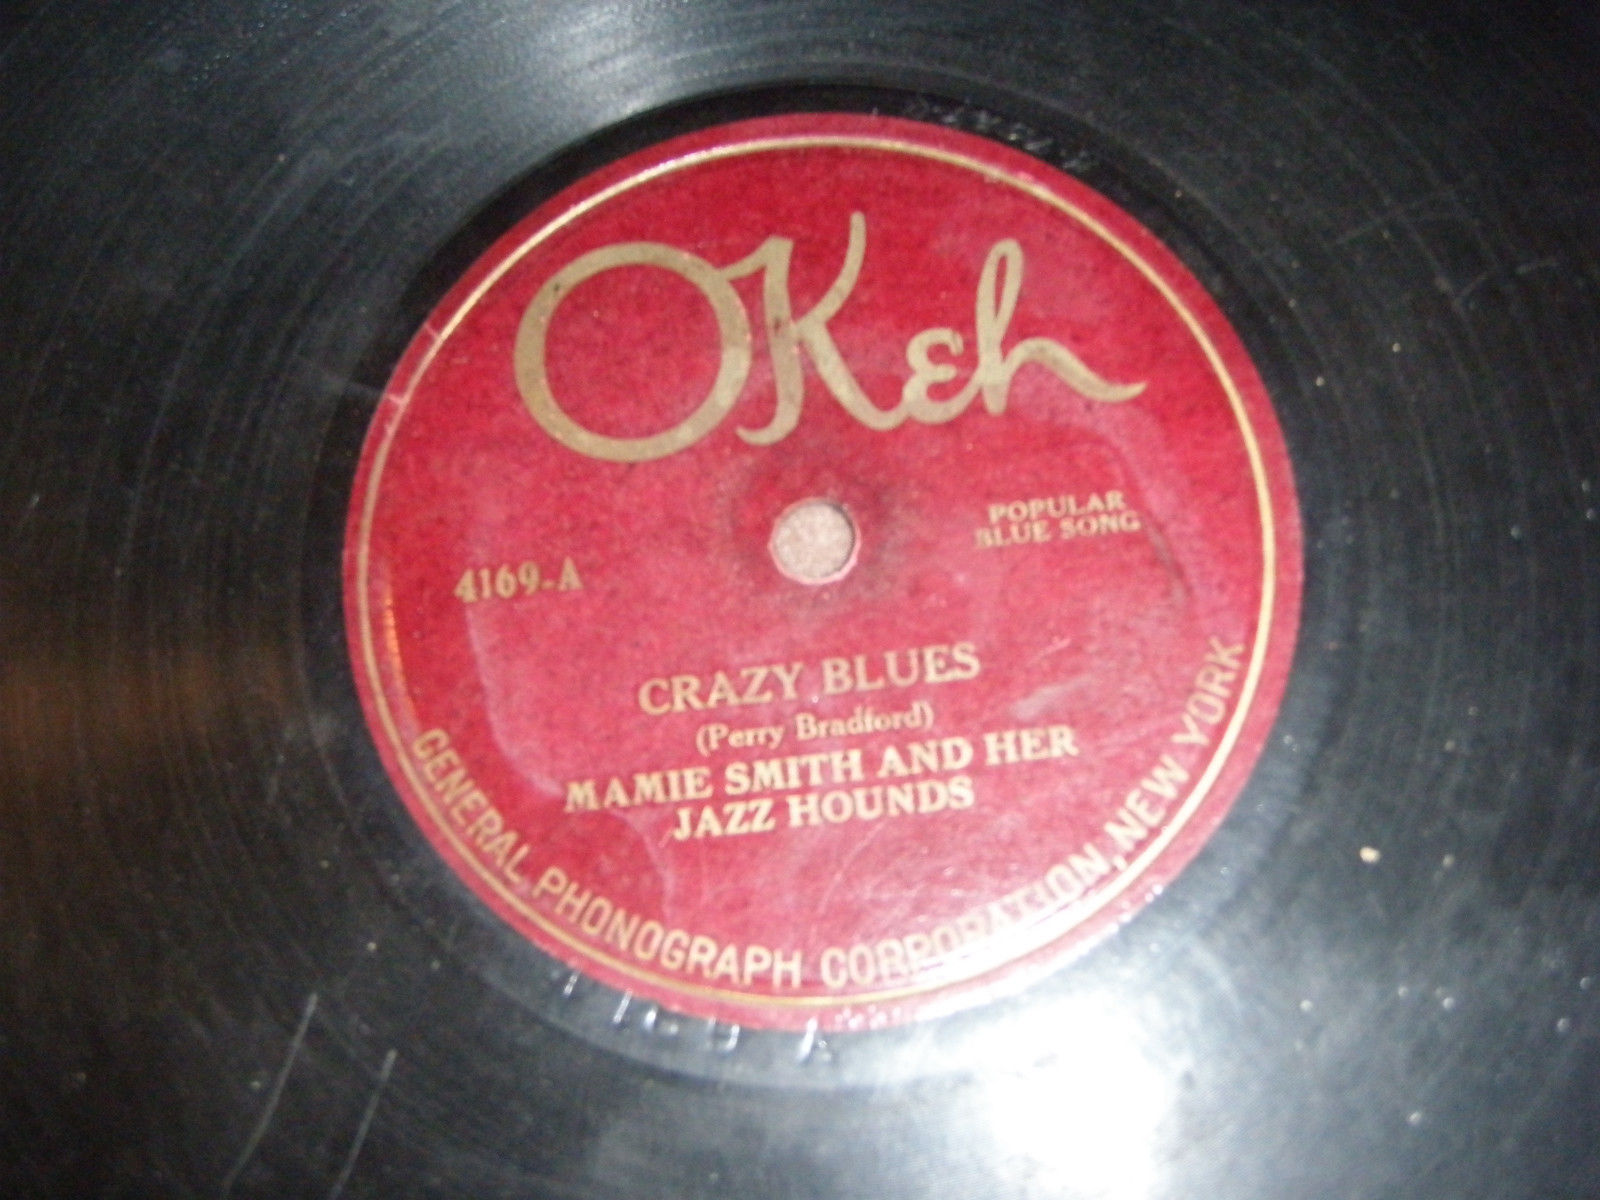 OKeh
POPULAR
BLUE SONG
4169-A
CRAZY BLUES
(Perry Bradford)
MAMIE SMITH AND HER
JAZZ HOUNDS
GENERAL PHONOGRAPH CORPORATION, NEW YORK